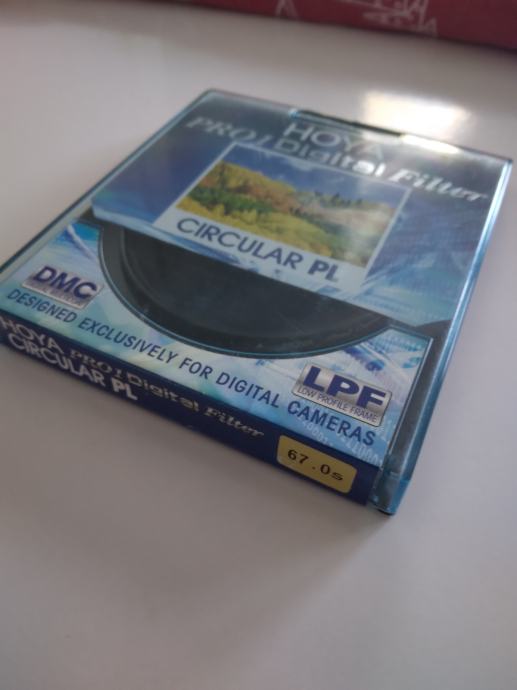 HOYA
PRO1 Digital Filter
CIRCULAR PL
DMC
LPF
LOW PROFILE FRAME
DESIGNED EXCLUSIVELY FOR DIGITAL CAMERAS
HOYA PRO1 Digital Filter
CIRCULAR PL
67.0s